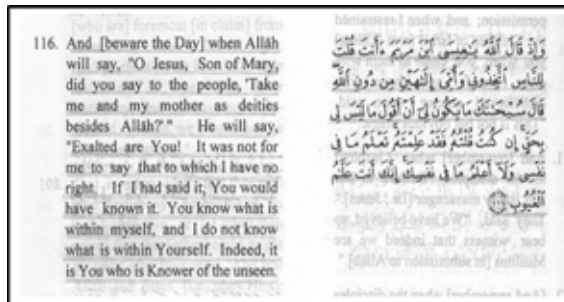 116. And [beware the Day] when Allāh
will say, "O Jesus, Son of Mary,
did you say to the people, 'Take
me and my mother as deities
besides Allāh?'" He will say,
"Exalted are You! It was not for
me to say that to which I have no
right. If I had said it, You would
have known it. You know what is
within myself, and I do not know
what is within Yourself. Indeed, it
is You who is Knower of the unseen.
وَإِذْ قَالَ ٱللَّهُ يَـٰعِيسَى ٱبْنَ مَرْيَمَ ءَأَنتَ قُلْتَ
لِلنَّاسِ ٱتَّخِذُونِى وَأُمِّىَ إِلَـٰهَيْنِ مِن دُونِ ٱللَّهِ
قَالَ سُبْحَـٰنَكَ مَا يَكُونُ لِىٓ أَنْ أَقُولَ مَا لَيْسَ لِى
بِحَقٍّ إِن كُنتُ قُلْتُهُۥ فَقَدْ عَلِمْتَهُۥ تَعْلَمُ مَا فِى
نَفْسِى وَلَآ أَعْلَمُ مَا فِى نَفْسِكَ إِنَّكَ أَنتَ عَلَّـٰمُ
ٱلْغُيُوبِ ١١٦